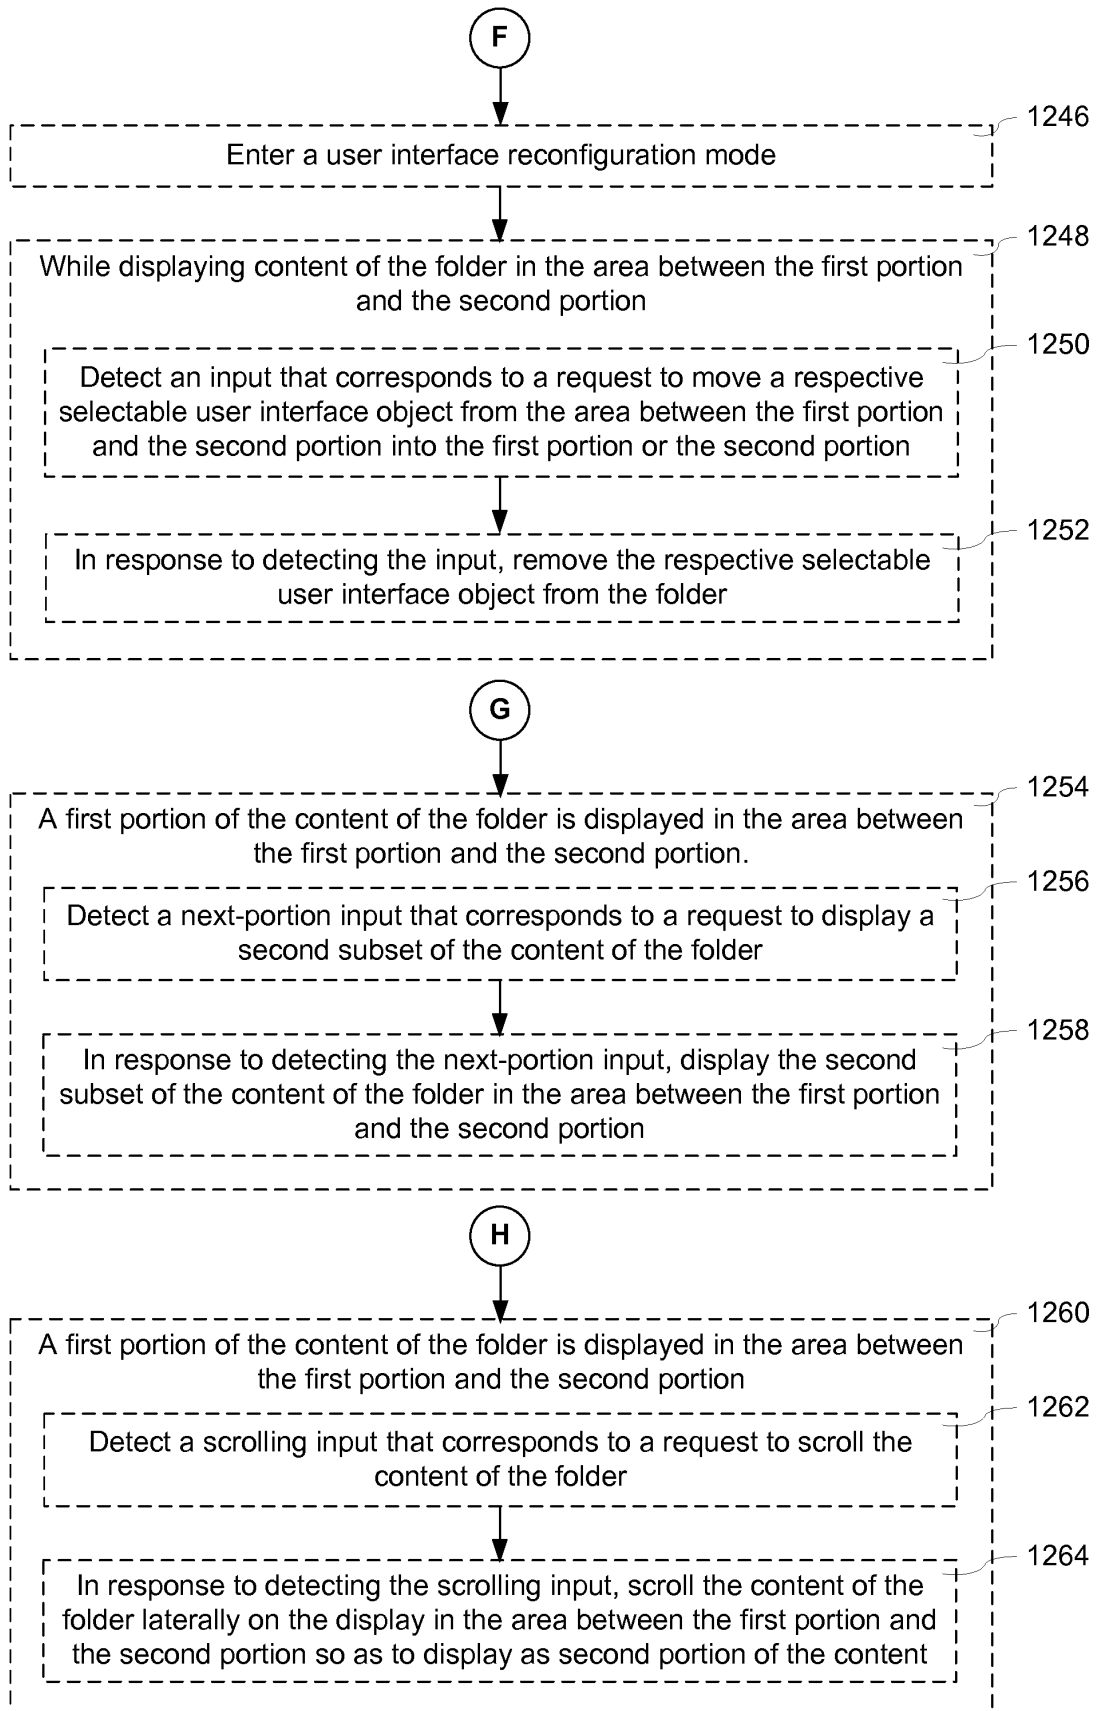 F
1246
Enter a user interface reconfiguration mode
1248
While displaying content of the folder in the area between the first portion
and the second portion
1250
Detect an input that corresponds to a request to move a respective
selectable user interface object from the area between the first portion
and the second portion into the first portion or the second portion
1252
In response to detecting the input, remove the respective selectable
user interface object from the folder
G
1254
A first portion of the content of the folder is displayed in the area between
the first portion and the second portion.
1256
Detect a next-portion input that corresponds to a request to display a
second subset of the content of the folder
1258
In response to detecting the next-portion input, display the second
subset of the content of the folder in the area between the first portion
and the second portion
H
1260
A first portion of the content of the folder is displayed in the area between
the first portion and the second portion
1262
Detect a scrolling input that corresponds to a request to scroll the
content of the folder
1264
In response to detecting the scrolling input, scroll the content of the
folder laterally on the display in the area between the first portion and
the second portion so as to display as second portion of the content